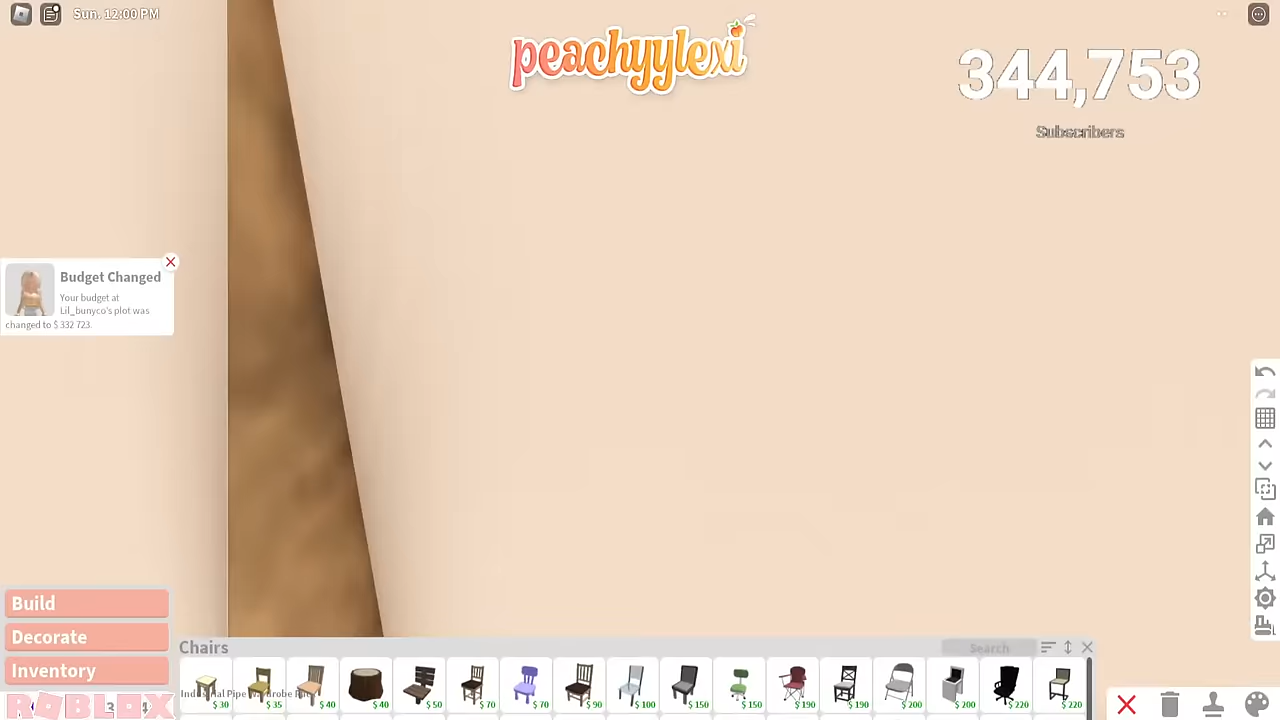 Sun. 12:00 PM
peachyylexi
344,753
Subscribers
Budget Changed
Your budget at
Lil_bunyco's plot was
changed to $ 332 723.
Build
Decorate
Inventory
ROBLOX
Chairs
Search
$ 30
$ 35
$ 40
$ 40
$ 50
$ 70
$ 70
$ 90
$ 100
$ 150
$ 150
$ 190
$ 190
$ 200
$ 200
$ 220
$ 220